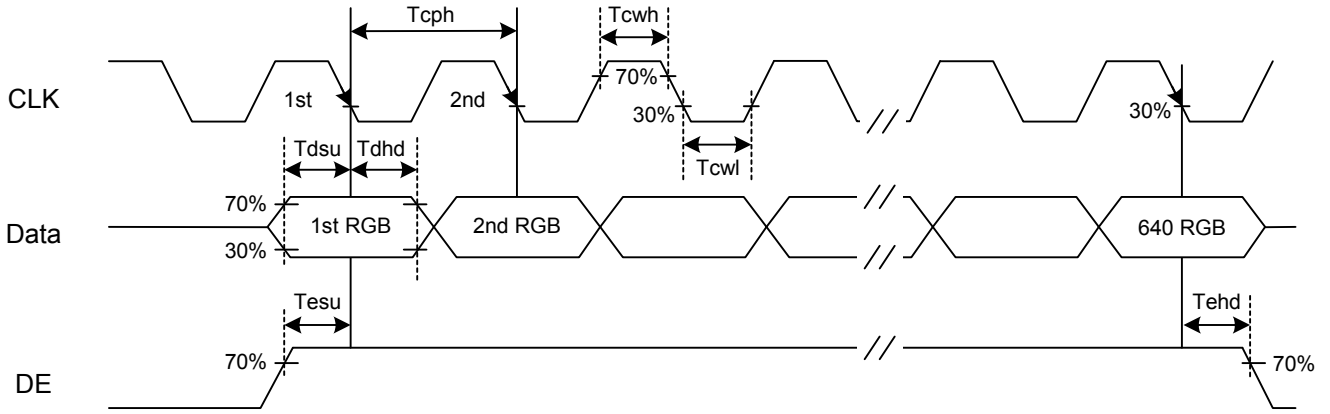 Tcph
Tcwh
CLK
1st
2nd
70%
30%
30%
Tdsu
Tdhd
Tcwl
Data
70%
30%
1st RGB
2nd RGB
640 RGB
Tesu
Tehd
DE
70%
70%